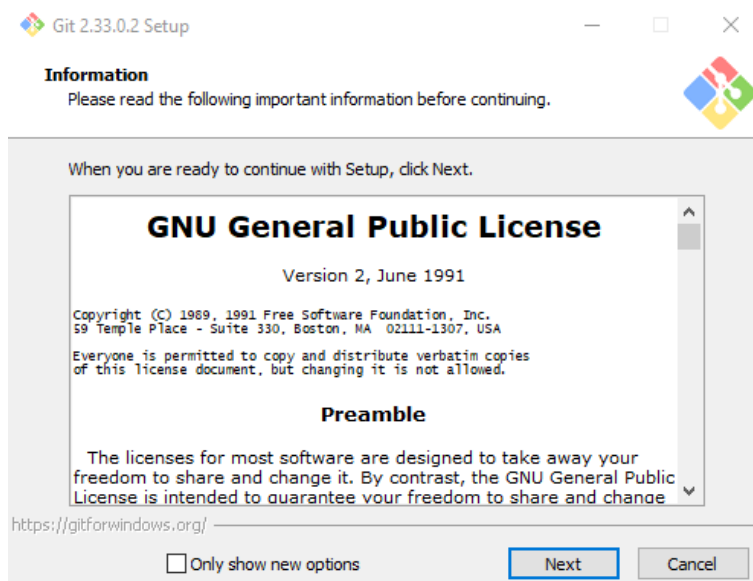 Git 2.33.0.2 Setup
Information
Please read the following important information before continuing.
When you are ready to continue with Setup, click Next.
GNU General Public License
Version 2, June 1991
Copyright (C) 1989, 1991 Free Software Foundation, Inc.
59 Temple Place - Suite 330, Boston, MA  02111-1307, USA
Everyone is permitted to copy and distribute verbatim copies
of this license document, but changing it is not allowed.
Preamble
The licenses for most software are designed to take away your
freedom to share and change it. By contrast, the GNU General Public
License is intended to guarantee your freedom to share and change
https://gitforwindows.org/
Only show new options
Next
Cancel